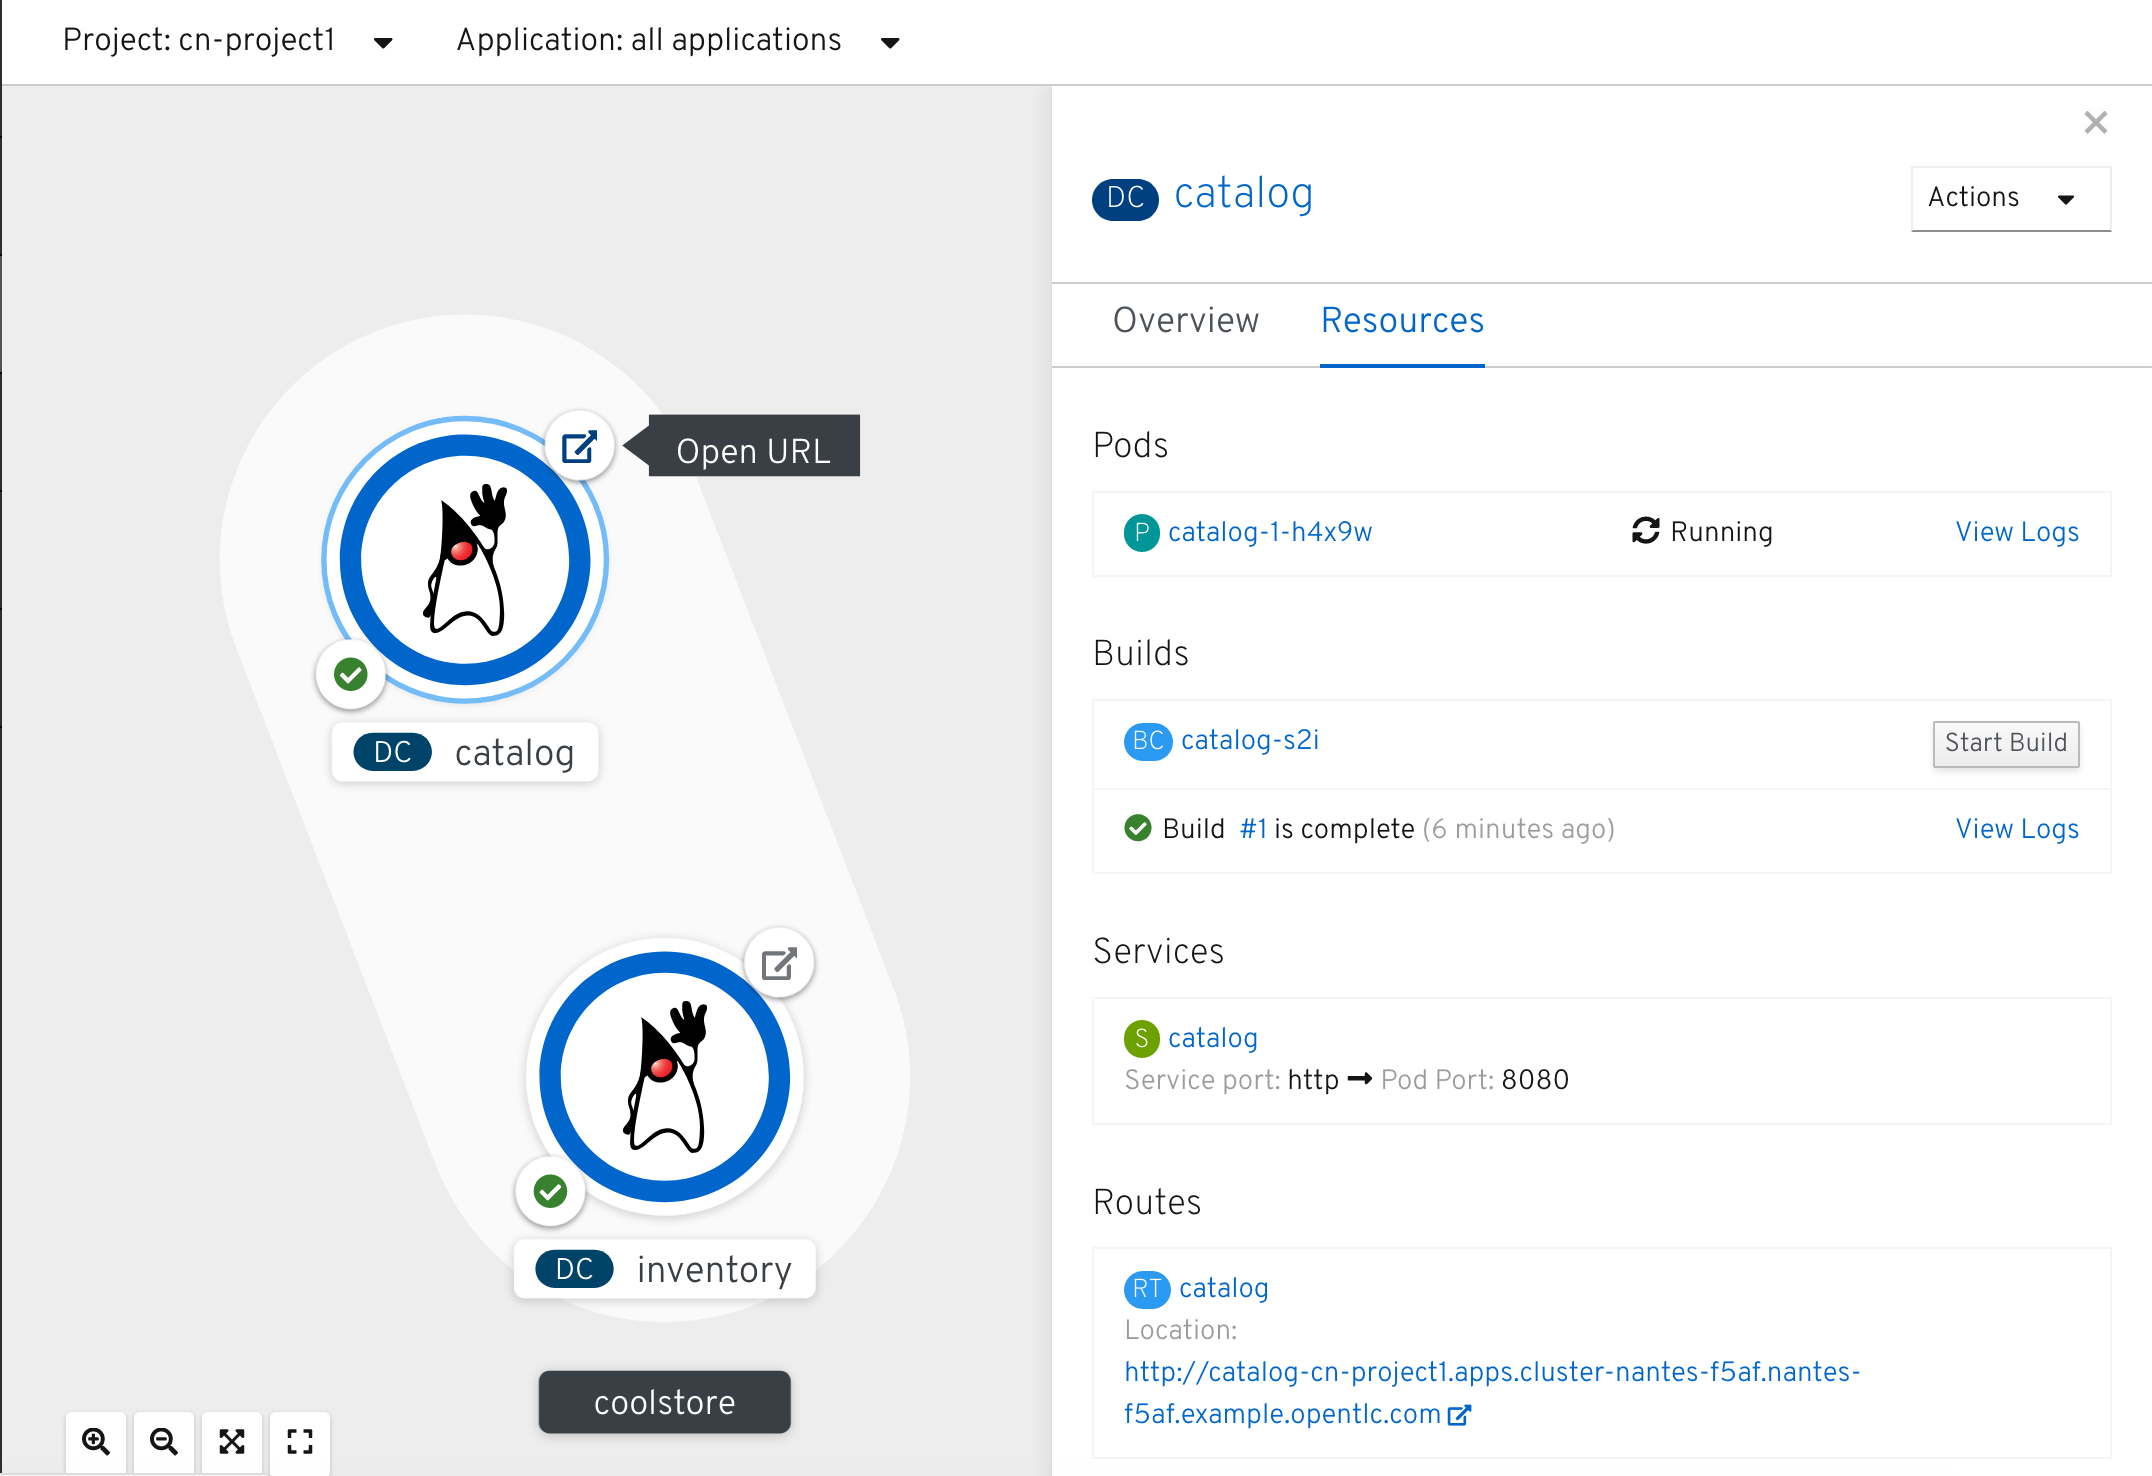 Project: cn-project1
Application: all applications
DC catalog
Actions
Overview
Resources
Open URL
Pods
P catalog-1-h4x9w
Running
View Logs
Builds
BC catalog-s2i
Start Build
Build #1 is complete (6 minutes ago)
View Logs
DC catalog
Services
S catalog
Service port: http → Pod Port: 8080
Routes
RT catalog
Location:
http://catalog-cn-project1.apps.cluster-nantes-f5af.nantes-
f5af.example.opentlc.com
DC inventory
coolstore